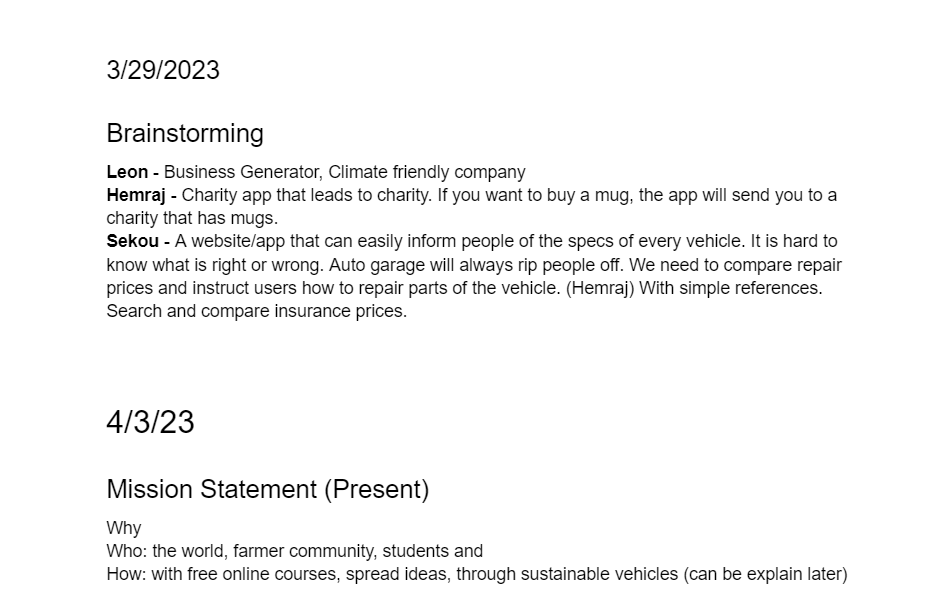 3/29/2023
Brainstorming
Leon - Business Generator, Climate friendly company
Hemraj - Charity app that leads to charity. If you want to buy a mug, the app will send you to a
charity that has mugs.
Sekou - A website/app that can easily inform people of the specs of every vehicle. It is hard to
know what is right or wrong. Auto garage will always rip people off. We need to compare repair
prices and instruct users how to repair parts of the vehicle. (Hemraj) With simple references.
Search and compare insurance prices.
4/3/23
Mission Statement (Present)
Why
Who: the world, farmer community, students and
How: with free online courses, spread ideas, through sustainable vehicles (can be explain later)